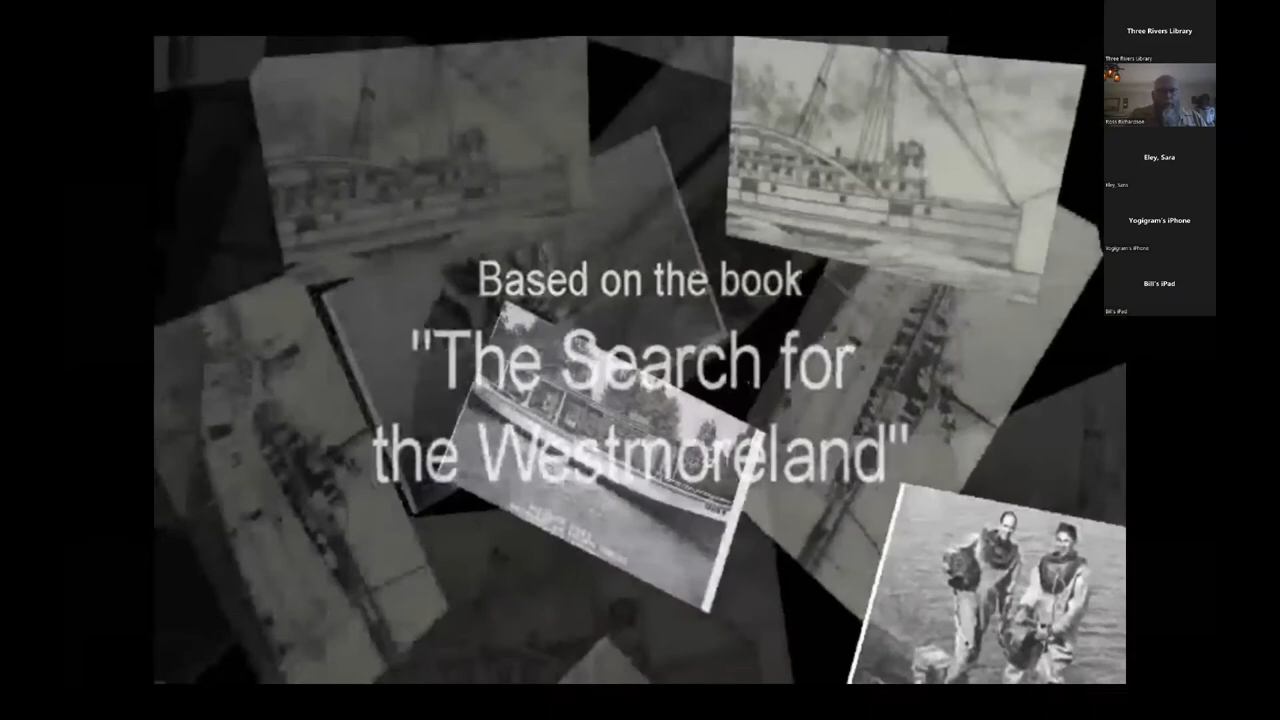 Based on the book
"The Search for
the Westmoreland"
Three Rivers Library
Three Rivers Library
Ross Richardson
Eley, Sara
Eley, Sara
Yogigram's iPhone
Yogigram's iPhone
Bill's iPad
Bill's iPad